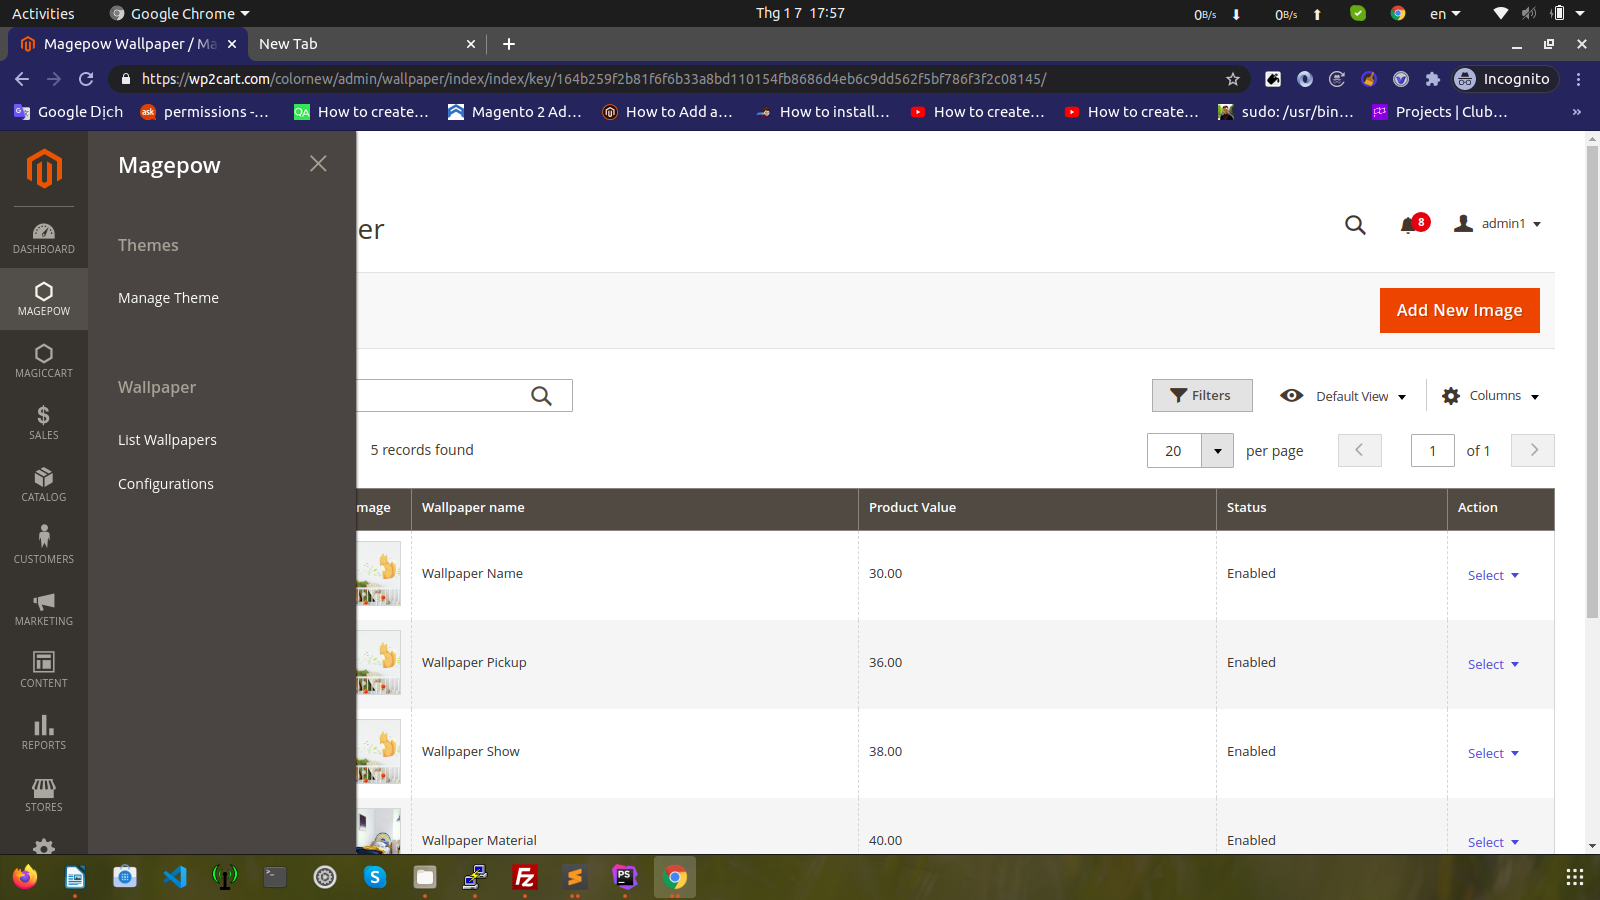 Activities Google Chrome Thg 1 7 17:57 0B/s 0B/s en
Magepow Wallpaper / Ma New Tab
https://wp2cart.com/colornew/admin/wallpaper/index/index/key/164b259f2b81f6f6b33a8bd110154fb8686d4eb6c9dd562f5bf786f3f2c08145/ Incognito
Google Dịch permissions -... How to create... Magento 2 Ad... How to Add a... How to install... How to create... How to create... sudo: /usr/bin... Projects | Club... »
Magepow
Themes
Manage Theme
Wallpaper
List Wallpapers
Configurations
DASHBOARD
MAGEPOW
MAGICCART
SALES
CATALOG
CUSTOMERS
MARKETING
CONTENT
REPORTS
STORES
er
8 admin1
Add New Image
Filters Default View Columns
5 records found 20 per page 1 of 1
mage Wallpaper name Product Value Status Action
Wallpaper Name 30.00 Enabled Select
Wallpaper Pickup 36.00 Enabled Select
Wallpaper Show 38.00 Enabled Select
Wallpaper Material 40.00 Enabled Select